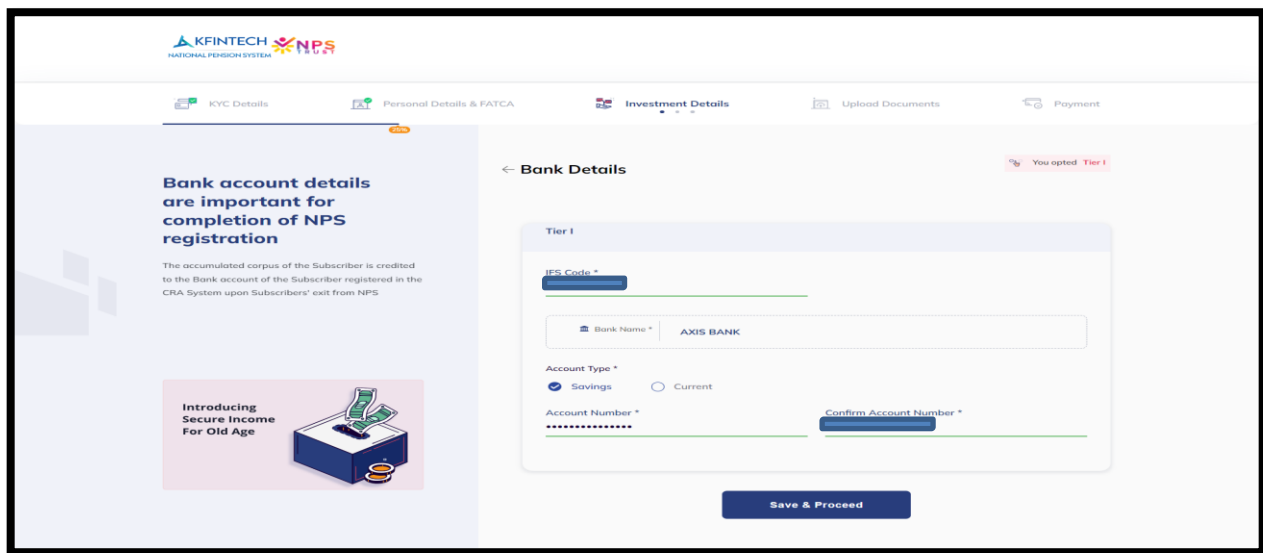 KFINTECH NPS TRUST
NATIONAL PENSION SYSTEM
KYC Details
Personal Details & FATCA
Investment Details
Upload Documents
Payment
25%
← Bank Details
You opted Tier I
Bank account details
are important for
completion of NPS
registration
The accumulated corpus of the Subscriber is credited
to the Bank account of the Subscriber registered in the
CRA System upon Subscribers' exit from NPS
Introducing
Secure Income
For Old Age
Tier I
IFS Code *
Bank Name *
AXIS BANK
Account Type *
Savings
Current
Account Number *
•••••••••••••••
Confirm Account Number *
Save & Proceed